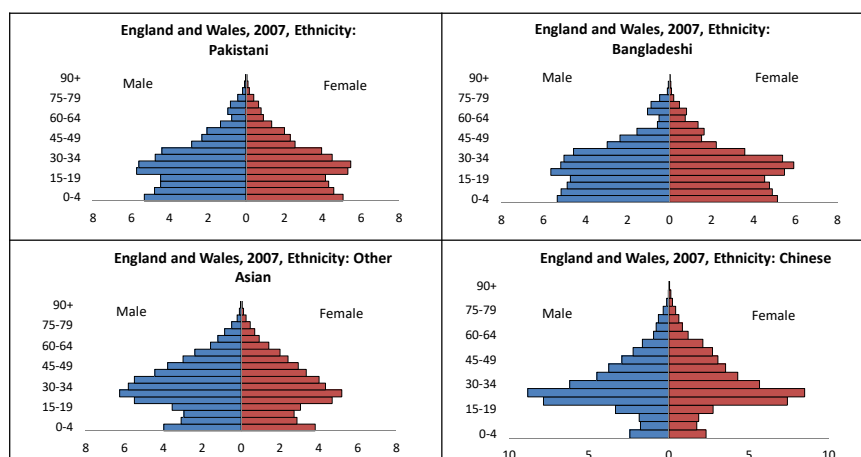 England and Wales, 2007, Ethnicity:
Pakistani
Male
Female
90+
75-79
60-64
45-49
30-34
15-19
0-4
8 6 4 2 0 2 4 6 8
England and Wales, 2007, Ethnicity:
Bangladeshi
Male
Female
90+
75-79
60-64
45-49
30-34
15-19
0-4
8 6 4 2 0 2 4 6 8
England and Wales, 2007, Ethnicity: Other
Asian
Male
Female
90+
75-79
60-64
45-49
30-34
15-19
0-4
8 6 4 2 0 2 4 6 8
England and Wales, 2007, Ethnicity: Chinese
Male
Female
90+
75-79
60-64
45-49
30-34
15-19
0-4
10 5 0 5 10